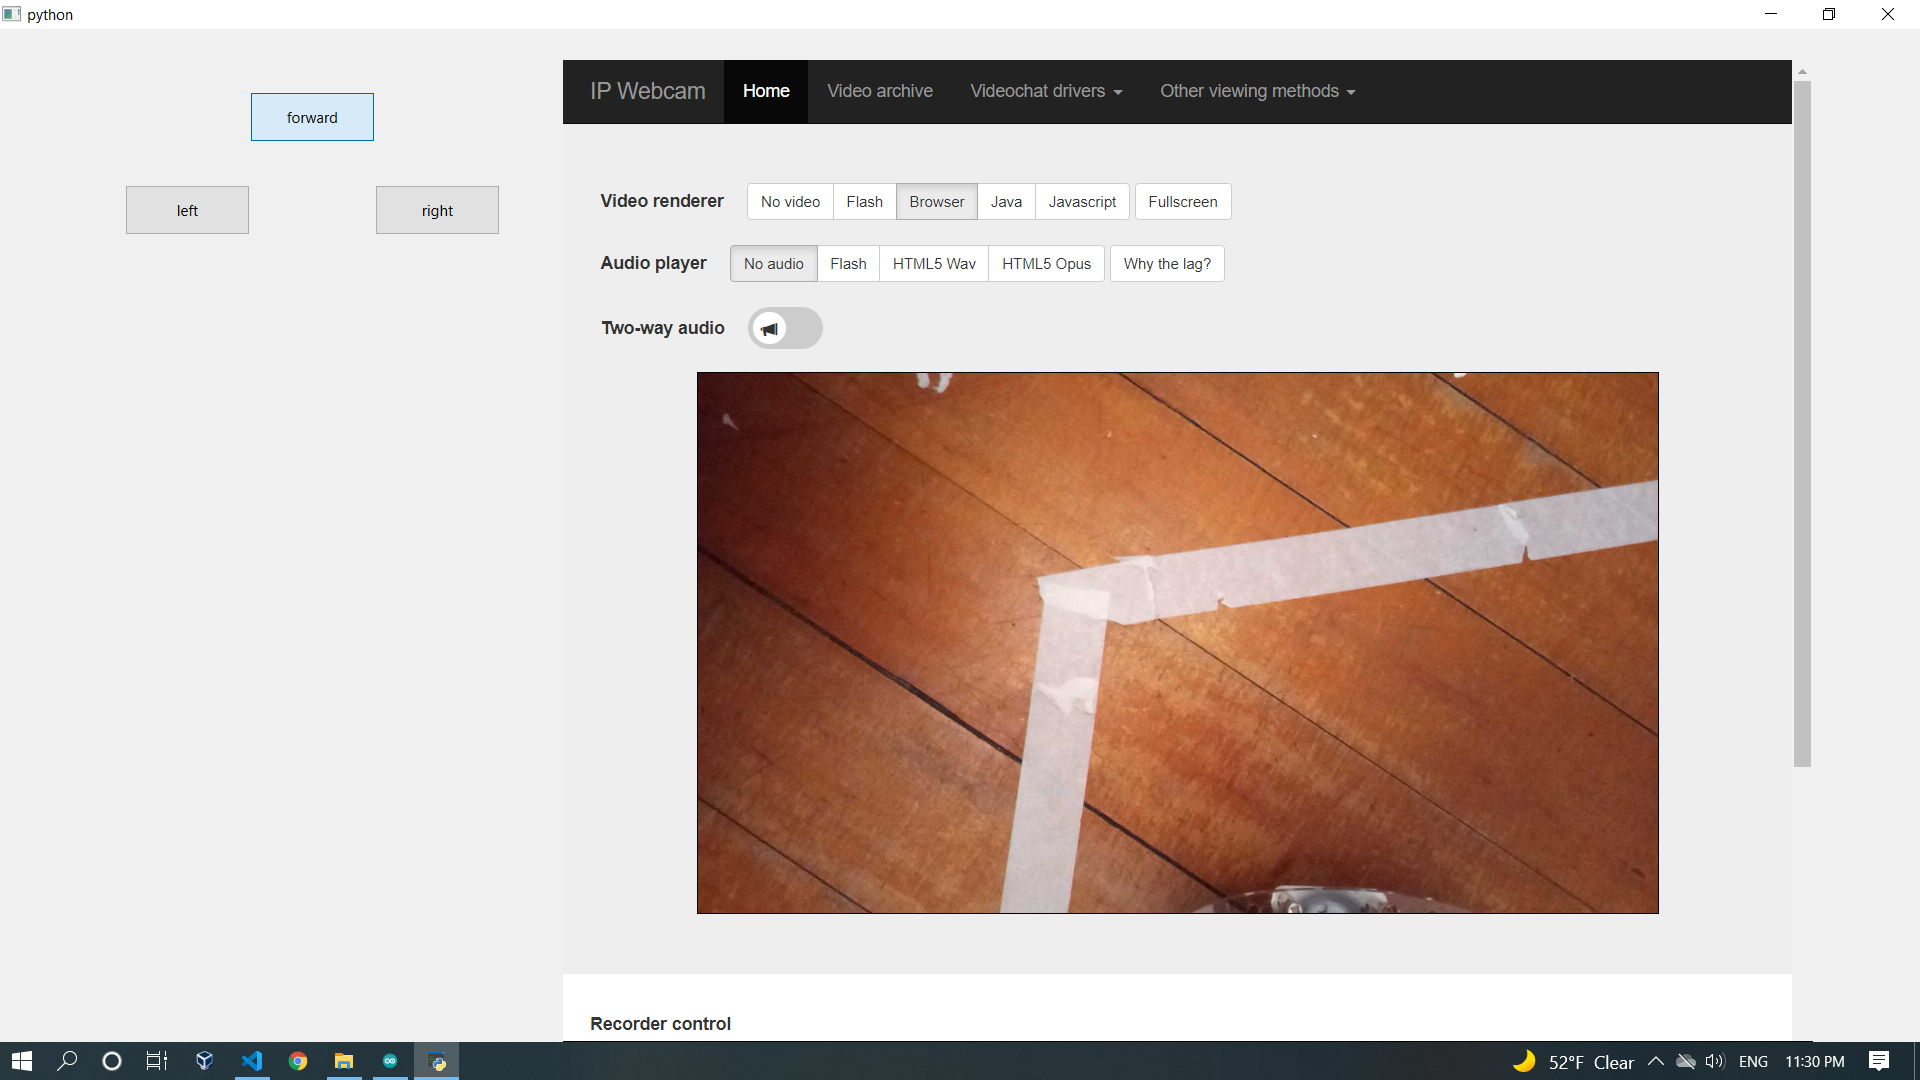 python
forward
left
right
IP Webcam Home Video archive Videochat drivers Other viewing methods
Video renderer No video Flash Browser Java Javascript Fullscreen
Audio player No audio Flash HTML5 Wav HTML5 Opus Why the lag?
Two-way audio
Recorder control
52°F Clear ENG 11:30 PM